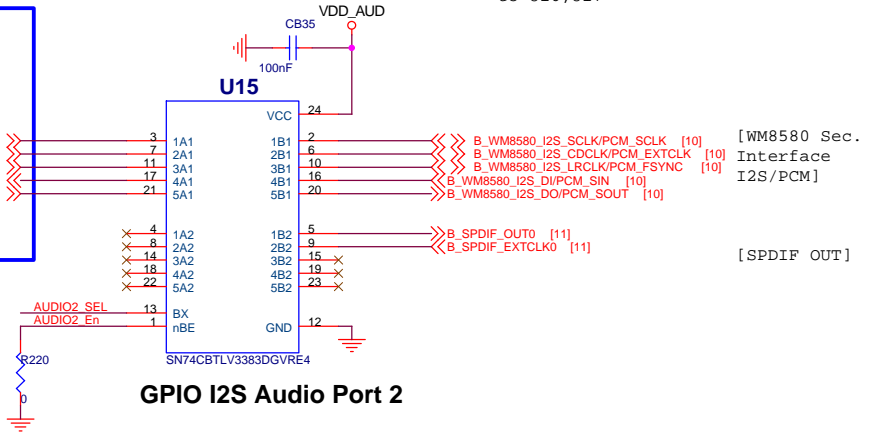 VDD_AUD
CB35
100nF
U15
VCC 24
3 1A1 1B1 2 B_WM8580_I2S_SCLK/PCM_SCLK [10]
7 2A1 2B1 6 B_WM8580_I2S_CDCLK/PCM_EXTCLK [10]
11 3A1 3B1 10 B_WM8580_I2S_LRCLK/PCM_FSYNC [10]
17 4A1 4B1 16 B_WM8580_I2S_DI/PCM_SIN [10]
21 5A1 5B1 20 B_WM8580_I2S_DO/PCM_SOUT [10]
[WM8580 Sec.
Interface
I2S/PCM]
4 1A2 1B2 5 B_SPDIF_OUT0 [11]
8 2A2 2B2 9 B_SPDIF_EXTCLK0 [11]
14 3A2 3B2 15
18 4A2 4B2 19
22 5A2 5B2 23
[SPDIF OUT]
AUDIO2_SEL 13 BX
AUDIO2_En 1 nBE GND 12
R220
0
SN74CBTLV3383DGVRE4
GPIO I2S Audio Port 2